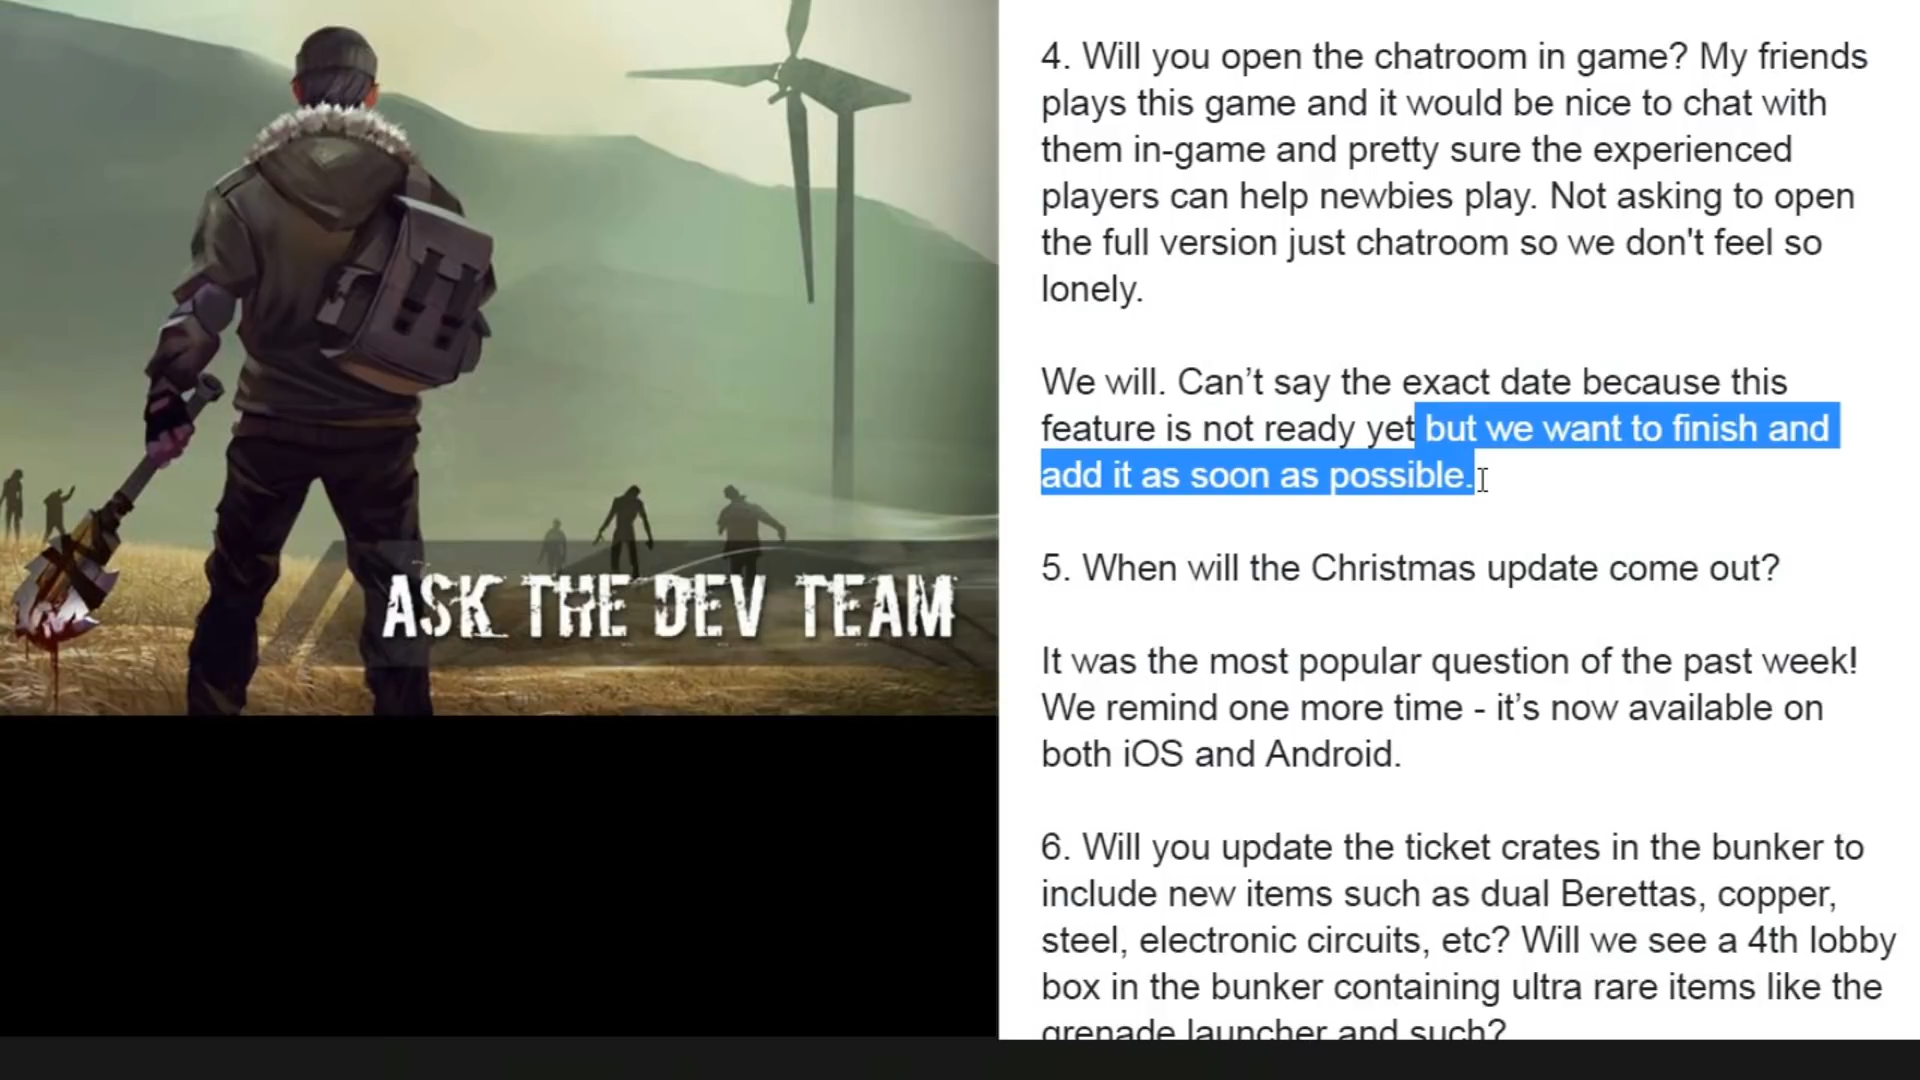 4. Will you open the chatroom in game? My friends
plays this game and it would be nice to chat with
them in-game and pretty sure the experienced
players can help newbies play. Not asking to open
the full version just chatroom so we don't feel so
lonely.
We will. Can’t say the exact date because this
feature is not ready yet but we want to finish and
add it as soon as possible.
5. When will the Christmas update come out?
It was the most popular question of the past week!
We remind one more time - it’s now available on
both iOS and Android.
6. Will you update the ticket crates in the bunker to
include new items such as dual Berettas, copper,
steel, electronic circuits, etc? Will we see a 4th lobby
box in the bunker containing ultra rare items like the
grenade launcher and such?
ASK THE DEV TEAM